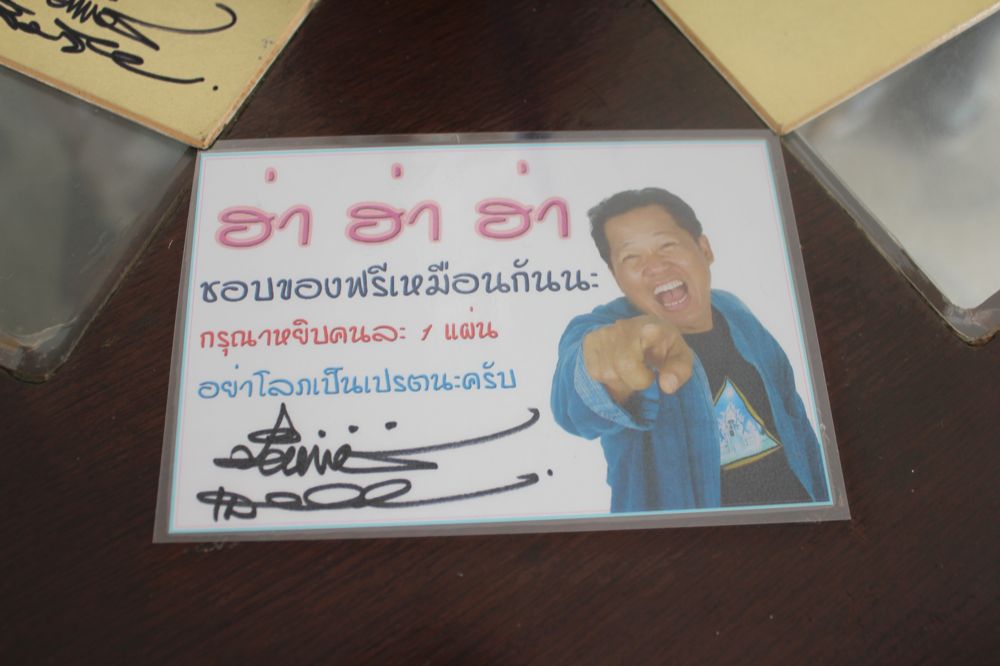 ฮ่า ฮ่า ฮ่า
ชอบของฟรีเหมือนกันนะ
กรุณาหยิบคนละ 1 แผ่น
อย่าโลภเป็นเปรตนะครับ